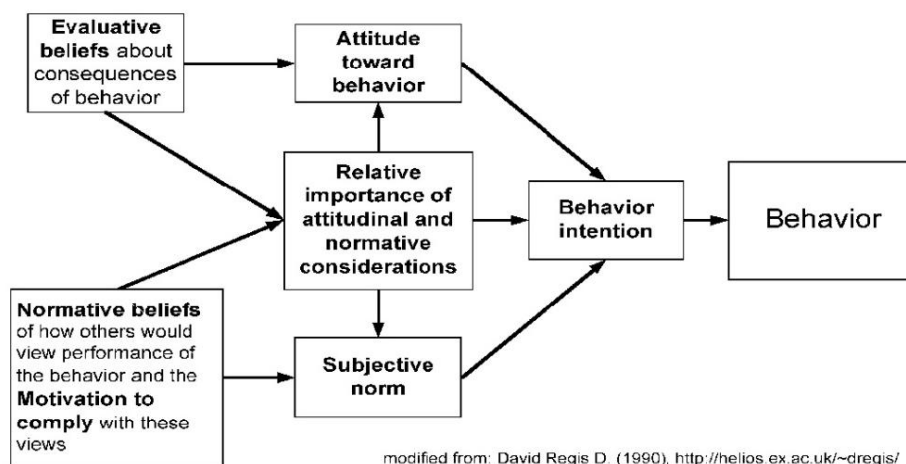 Evaluative
beliefs about
consequences
of behavior
Attitude
toward
behavior
Relative
importance of
attitudinal and
normative
considerations
Behavior
intention
Behavior
Normative beliefs
of how others would
view performance of
the behavior and the
Motivation to
comply with these
views
Subjective
norm
modified from: David Regis D. (1990), http://helios.ex.ac.uk/~dregis/